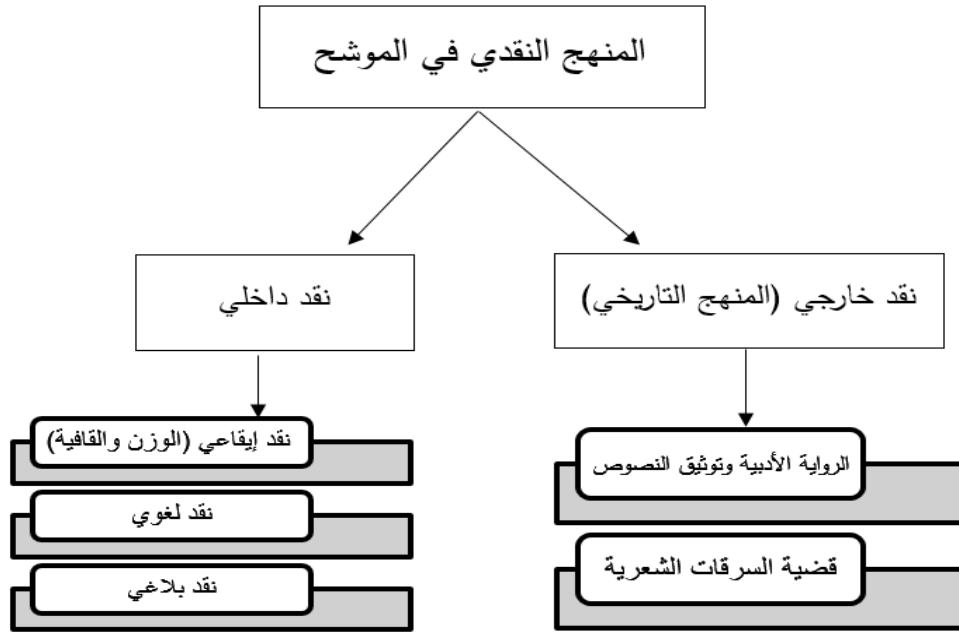 المنهج النقدي في الموشح
نقد خارجي (المنهج التاريخي)
نقد داخلي
الرواية الأدبية وتوثيق النصوص
قضية السرقات الشعرية
نقد إيقاعي (الوزن والقافية)
نقد لغوي
نقد بلاغي